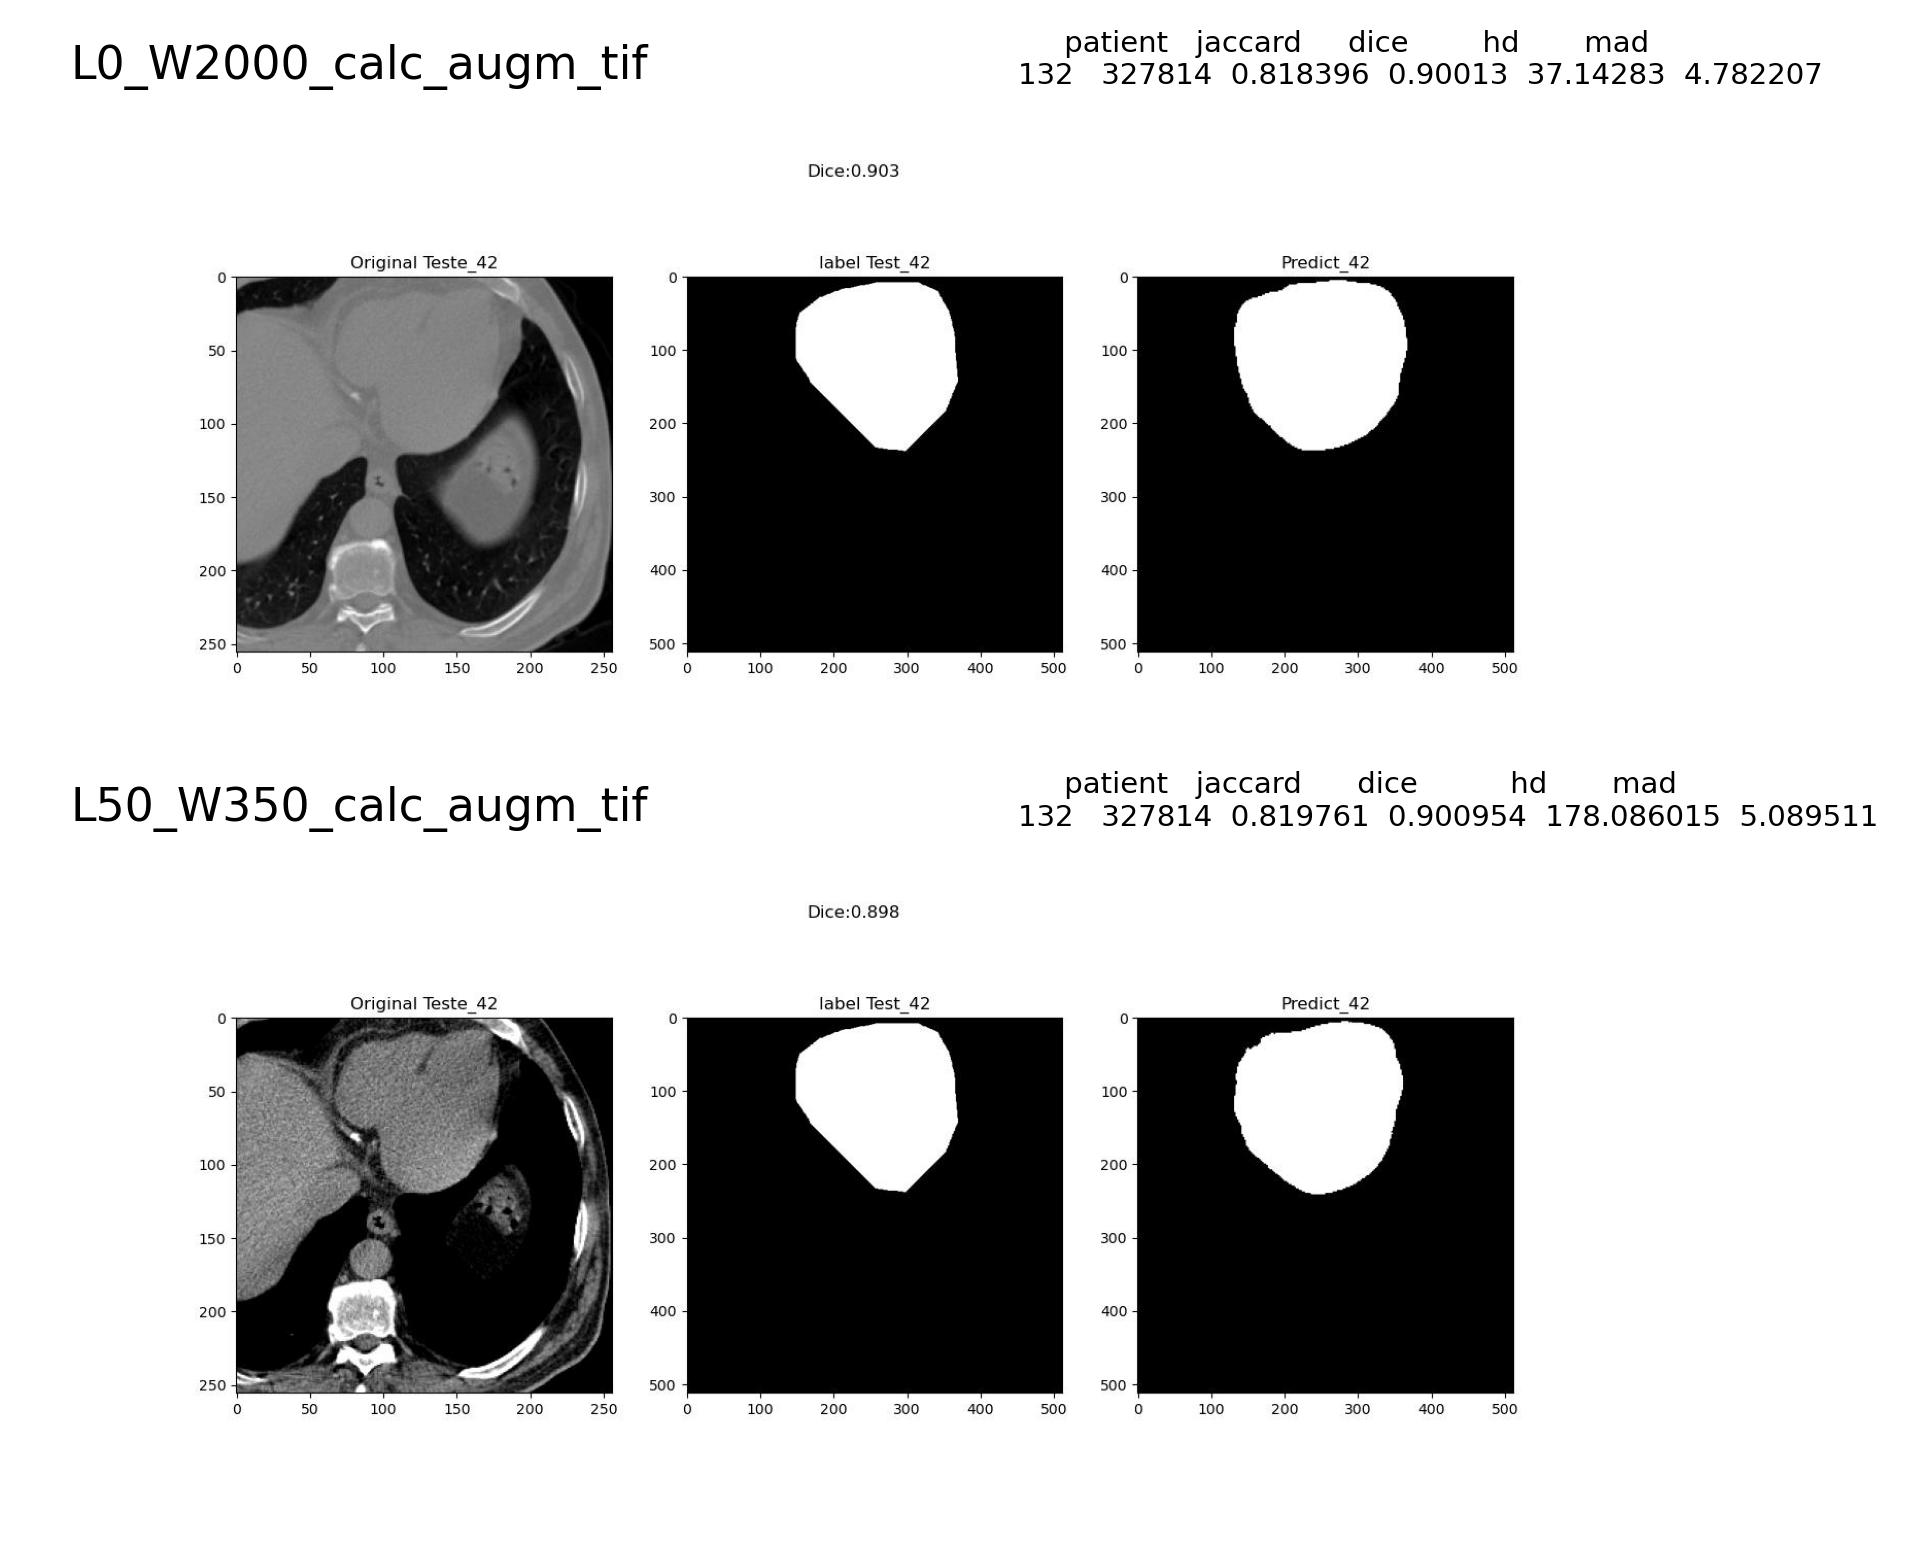 L0_W2000_calc_augm_tif
patient jaccard dice hd mad
132 327814 0.818396 0.90013 37.14283 4.782207
Dice:0.903
Original Teste_42
label Test_42
Predict_42
0
50
100
150
200
250
0 50 100 150 200 250
0
100
200
300
400
500
0 100 200 300 400 500
0
100
200
300
400
500
0 100 200 300 400 500
L50_W350_calc_augm_tif
patient jaccard dice hd mad
132 327814 0.819761 0.900954 178.086015 5.089511
Dice:0.898
Original Teste_42
label Test_42
Predict_42
0
50
100
150
200
250
0 50 100 150 200 250
0
100
200
300
400
500
0 100 200 300 400 500
0
100
200
300
400
500
0 100 200 300 400 500